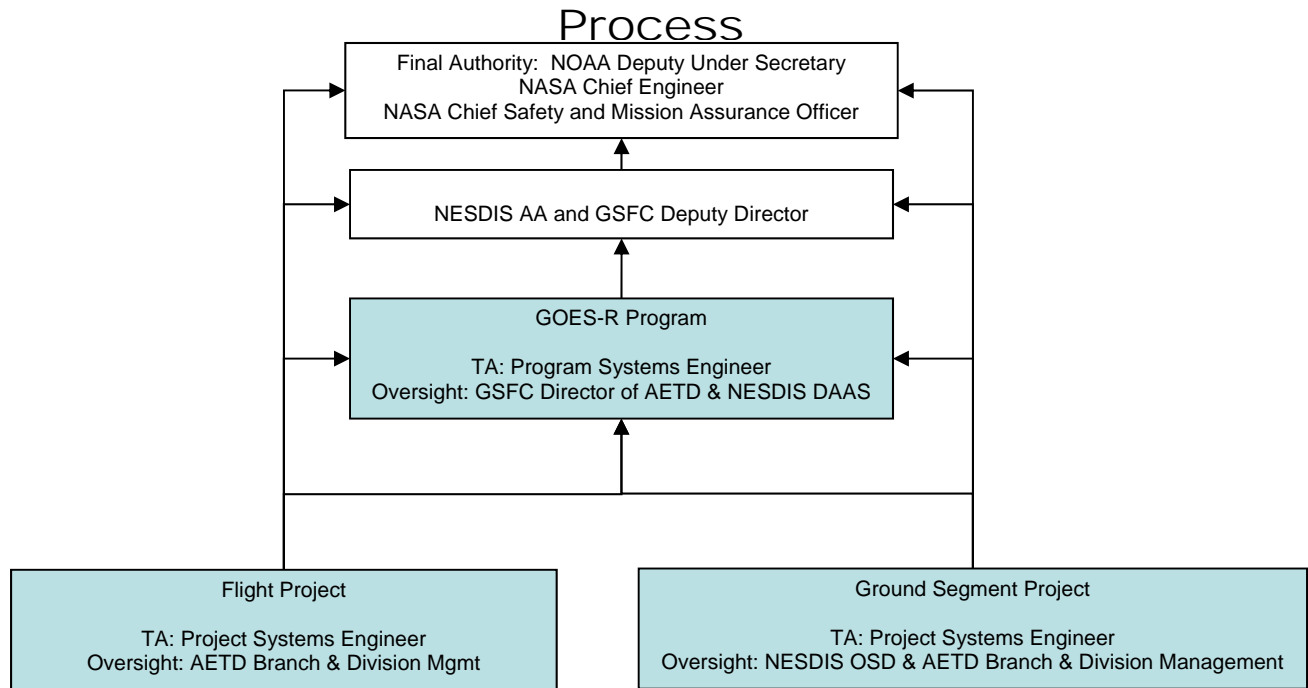 Process
Final Authority: NOAA Deputy Under Secretary
NASA Chief Engineer
NASA Chief Safety and Mission Assurance Officer
NESDIS AA and GSFC Deputy Director
GOES-R Program
TA: Program Systems Engineer
Oversight: GSFC Director of AETD & NESDIS DAAS
Flight Project
TA: Project Systems Engineer
Oversight: AETD Branch & Division Mgmt
Ground Segment Project
TA: Project Systems Engineer
Oversight: NESDIS OSD & AETD Branch & Division Management